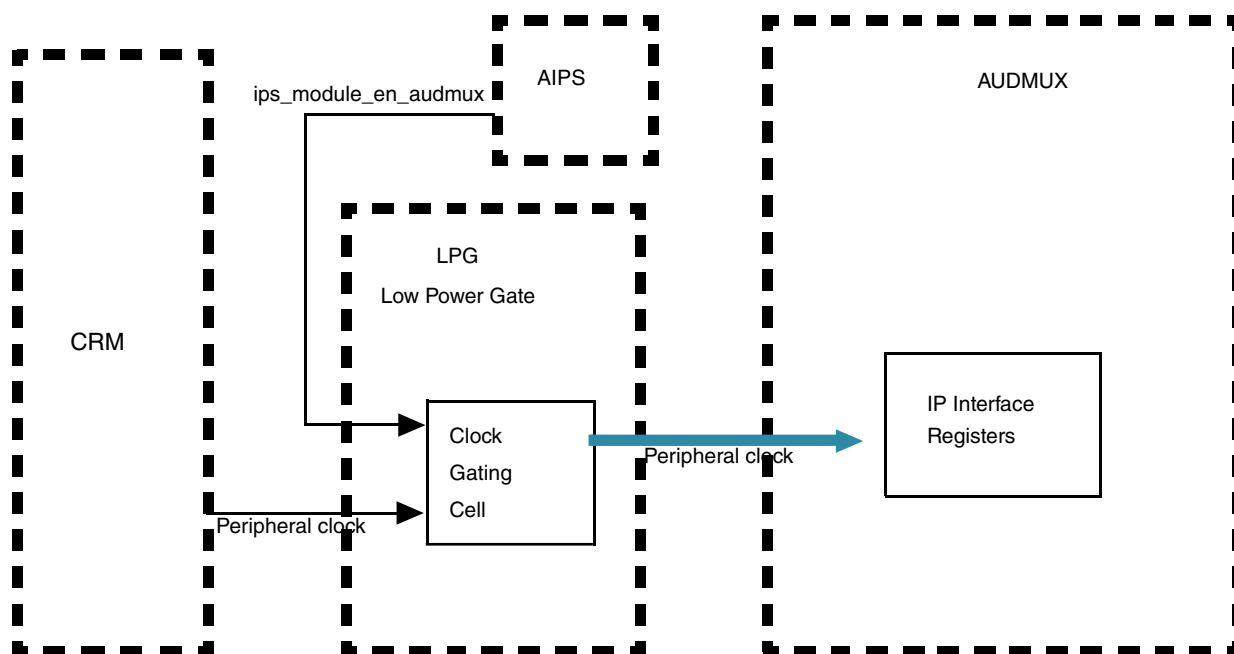 AIPS
AUDMUX
ips_module_en_audmux
LPG
Low Power Gate
CRM
Clock
Gating
Cell
Peripheral clock
Peripheral clock
IP Interface
Registers